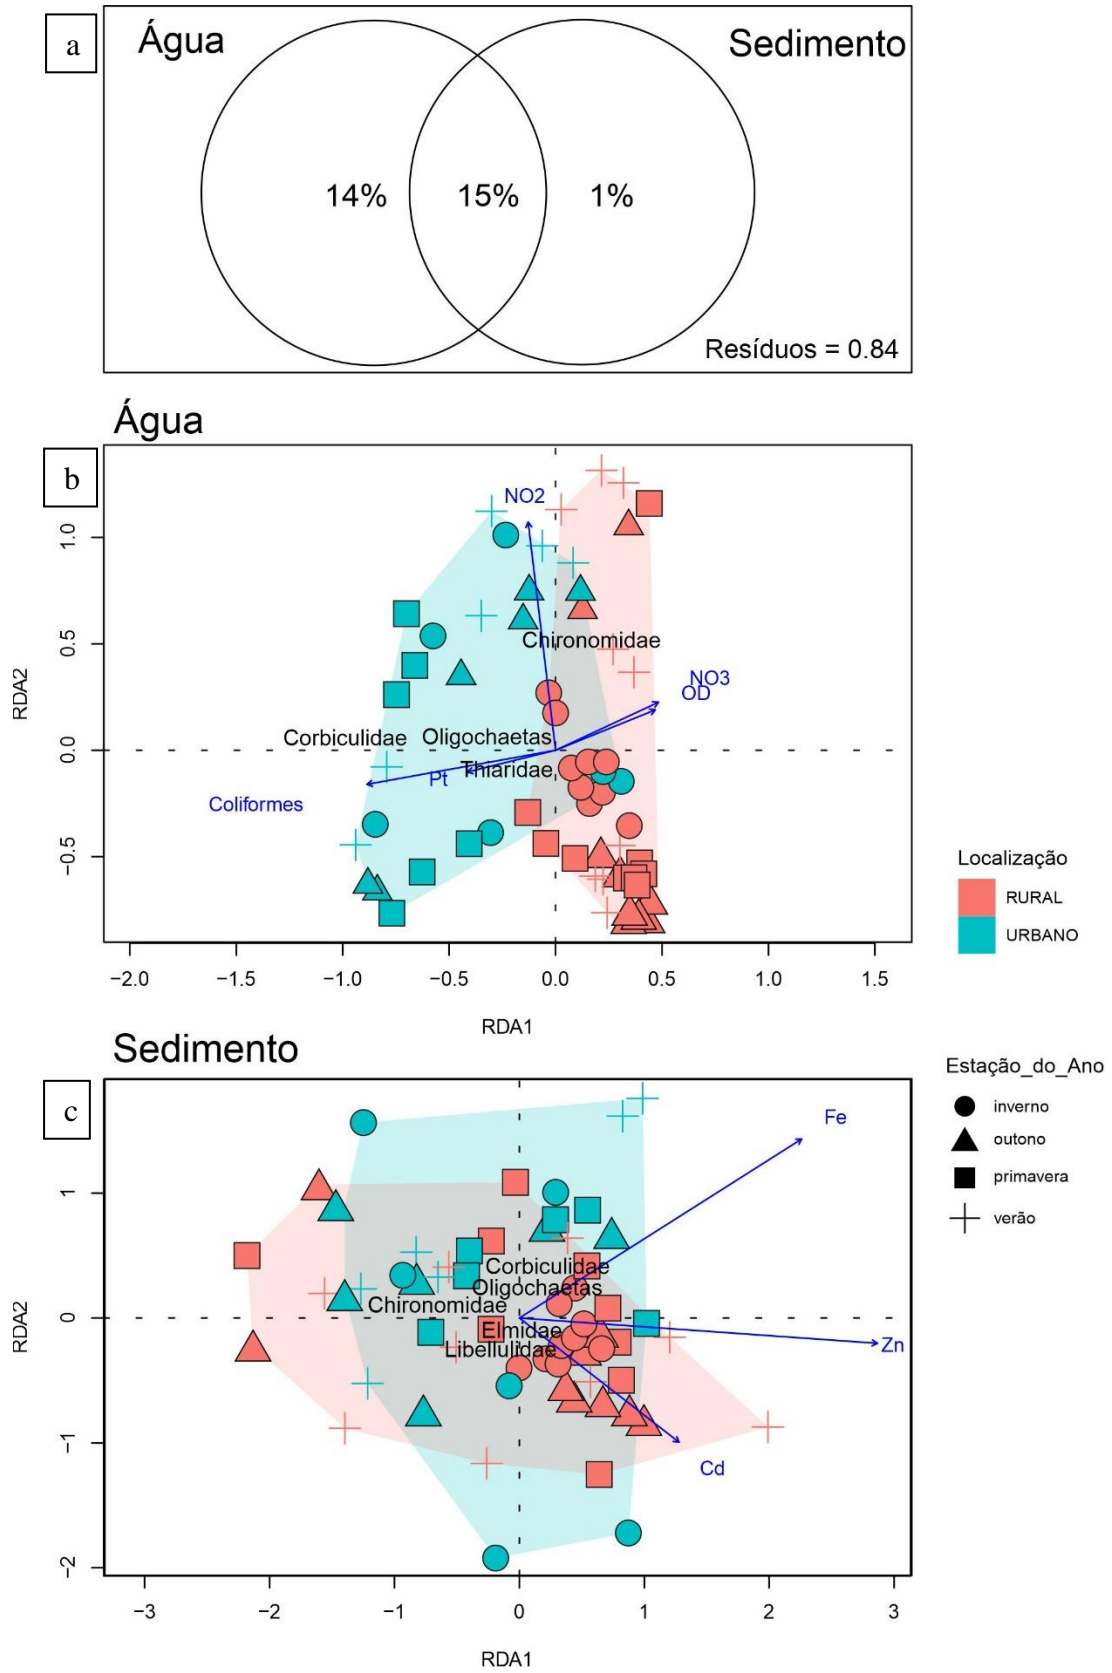 a
Água
Sedimento
14%
15%
1%
Resíduos = 0.84
Água
b
NO2
Chironomidae
NO3
OD
Corbiculidae
Oligochaetas
Thiaridae
Pt
Coliformes
1.0
0.5
0.0
−0.5
RDA2
−2.0 −1.5 −1.0 −0.5 0.0 0.5 1.0 1.5
RDA1
Localização
RURAL
URBANO
Sedimento
c
Fe
Corbiculidae
Oligochaetas
Chironomidae
Elmidae
Libellulidae
Zn
Cd
1
0
−1
−2
RDA2
−3 −2 −1 0 1 2 3
RDA1
Estação_do_Ano
inverno
outono
primavera
verão